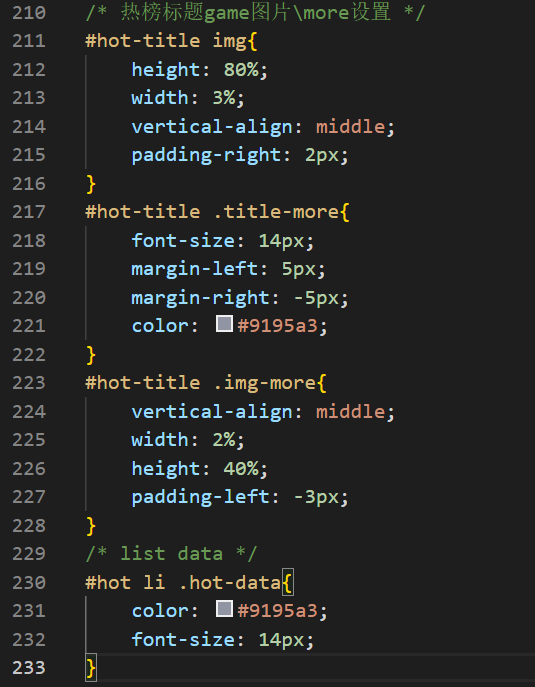 210 /* 热榜标题game图片\more设置 */
211 #hot-title img{
212     height: 80%;
213     width: 3%;
214     vertical-align: middle;
215     padding-right: 2px;
216 }
217 #hot-title .title-more{
218     font-size: 14px;
219     margin-left: 5px;
220     margin-right: -5px;
221     color: #9195a3;
222 }
223 #hot-title .img-more{
224     vertical-align: middle;
225     width: 2%;
226     height: 40%;
227     padding-left: -3px;
228 }
229 /* list data */
230 #hot li .hot-data{
231     color: #9195a3;
232     font-size: 14px;
233 }